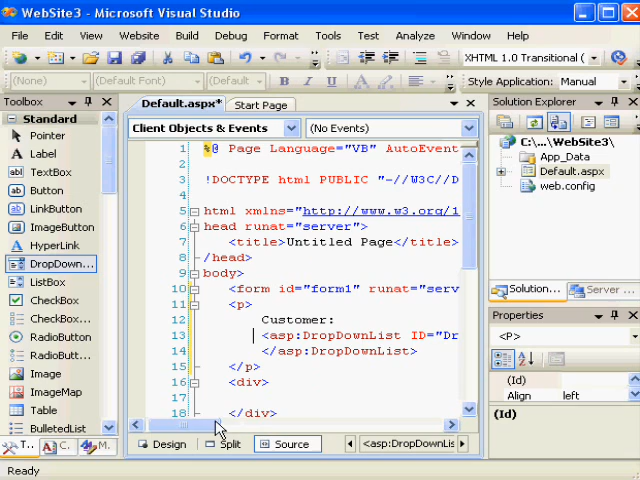 WebSite3 - Microsoft Visual Studio
File Edit View Website Build Debug Format Tools Test Analyze Window Help
XHTML 1.0 Transitional (
(None) (Default Font) (Default B I U Style Application: Manual
Toolbox
Standard
Pointer
Label
TextBox
Button
LinkButton
ImageButton
HyperLink
DropDown...
ListBox
CheckBox
CheckBox...
RadioButton
RadioButt...
Image
ImageMap
Table
BulletedList
T... C. M.
Default.aspx* Start Page
Client Objects & Events (No Events)
1 %@ Page Language="VB" AutoEvent
2
3 !DOCTYPE html PUBLIC "-//W3C//D
4
5 html xmlns="http://www.w3.org/1
6 head runat="server">
7 <title>Untitled Page</title>
8 /head>
9 body>
10 <form id="form1" runat="serv
11 <p>
12 Customer:
13 <asp:DropDownList ID="Dr
14 </asp:DropDownList>
15 </p>
16 <div>
17
18 </div>
Design Split Source <asp:DropDownLis
Solution Explorer
C:\...\WebSite3\
App_Data
Default.aspx
web.config
Solution... Server ...
Properties
<P>
(Id)
Align left
(Id)
Ready